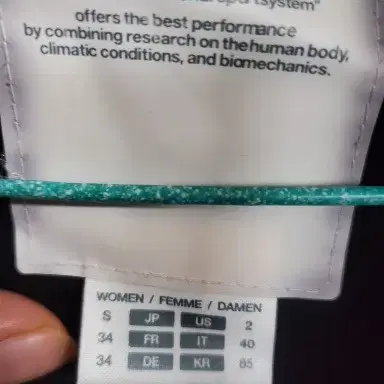 tsystem"
offers the best performance
by combining research on the human body,
climatic conditions, and biomechanics.
WOMEN / FEMME / DAMEN
S JP US 2
34 FR IT 40
34 DE KR 85